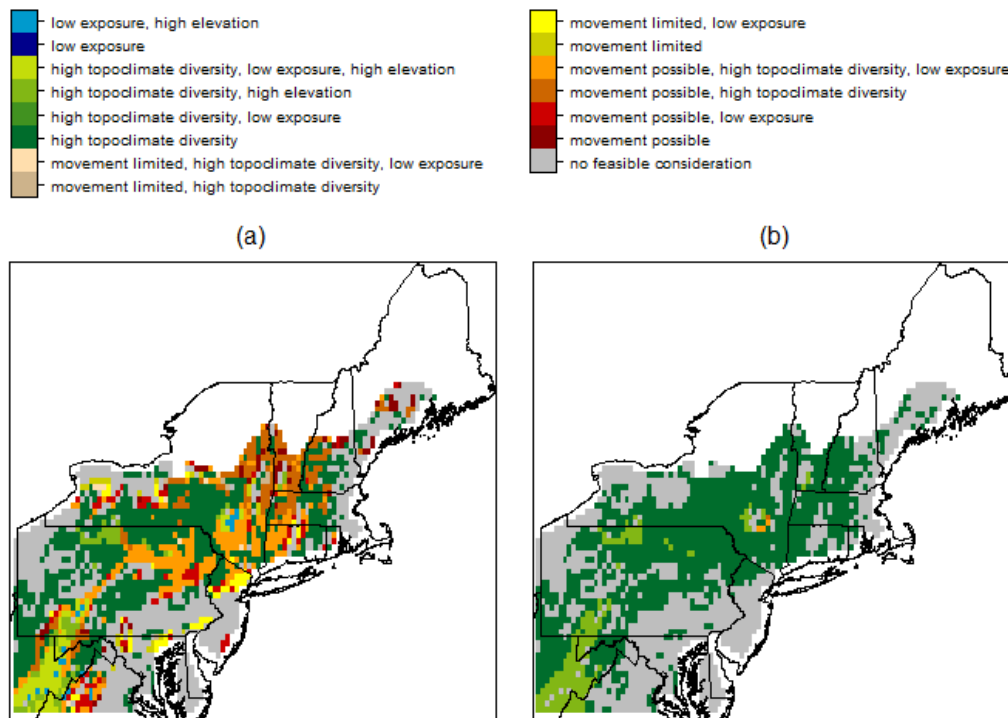 low exposure, high elevation
low exposure
high topoclimate diversity, low exposure, high elevation
high topoclimate diversity, high elevation
high topoclimate diversity, low exposure
high topoclimate diversity
movement limited, high topoclimate diversity, low exposure
movement limited, high topoclimate diversity
movement limited, low exposure
movement limited
movement possible, high topoclimate diversity, low exposure
movement possible, high topoclimate diversity
movement possible, low exposure
movement possible
no feasible consideration
(a)
(b)